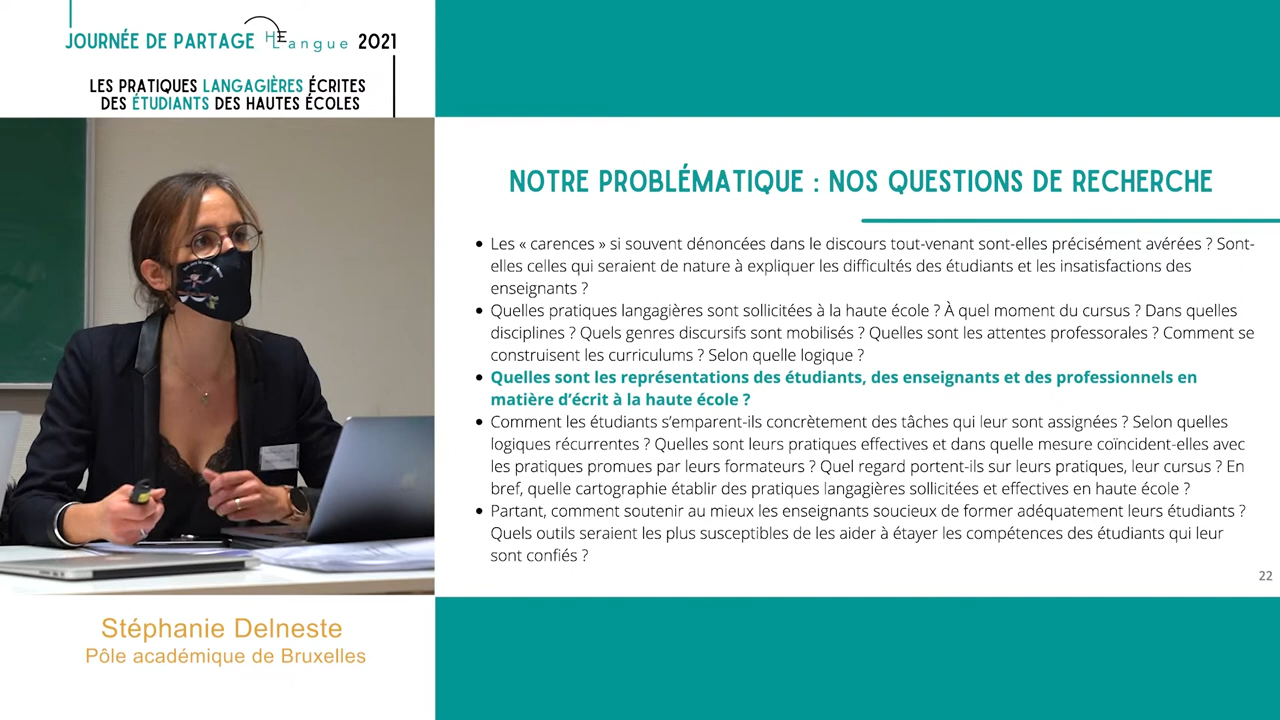 JOURNÉE DE PARTAGE HELangue 2021
LES PRATIQUES LANGAGIÈRES ÉCRITES
DES ÉTUDIANTS DES HAUTES ÉCOLES
NOTRE PROBLÉMATIQUE : NOS QUESTIONS DE RECHERCHE
• Les « carences » si souvent dénoncées dans le discours tout-venant sont-elles précisément avérées ? Sont-
elles celles qui seraient de nature à expliquer les difficultés des étudiants et les insatisfactions des
enseignants ?
• Quelles pratiques langagières sont sollicitées à la haute école ? À quel moment du cursus ? Dans quelles
disciplines ? Quels genres discursifs sont mobilisés ? Quelles sont les attentes professorales ? Comment se
construisent les curriculums ? Selon quelle logique ?
• Quelles sont les représentations des étudiants, des enseignants et des professionnels en
matière d’écrit à la haute école ?
• Comment les étudiants s’emparent-ils concrètement des tâches qui leur sont assignées ? Selon quelles
logiques récurrentes ? Quelles sont leurs pratiques effectives et dans quelle mesure coïncident-elles avec
les pratiques promues par leurs formateurs ? Quel regard portent-ils sur leurs pratiques, leur cursus ? En
bref, quelle cartographie établir des pratiques langagières sollicitées et effectives en haute école ?
• Partant, comment soutenir au mieux les enseignants soucieux de former adéquatement leurs étudiants ?
Quels outils seraient les plus susceptibles de les aider à étayer les compétences des étudiants qui leur
sont confiés ?
22
Stéphanie Delneste
Pôle académique de Bruxelles